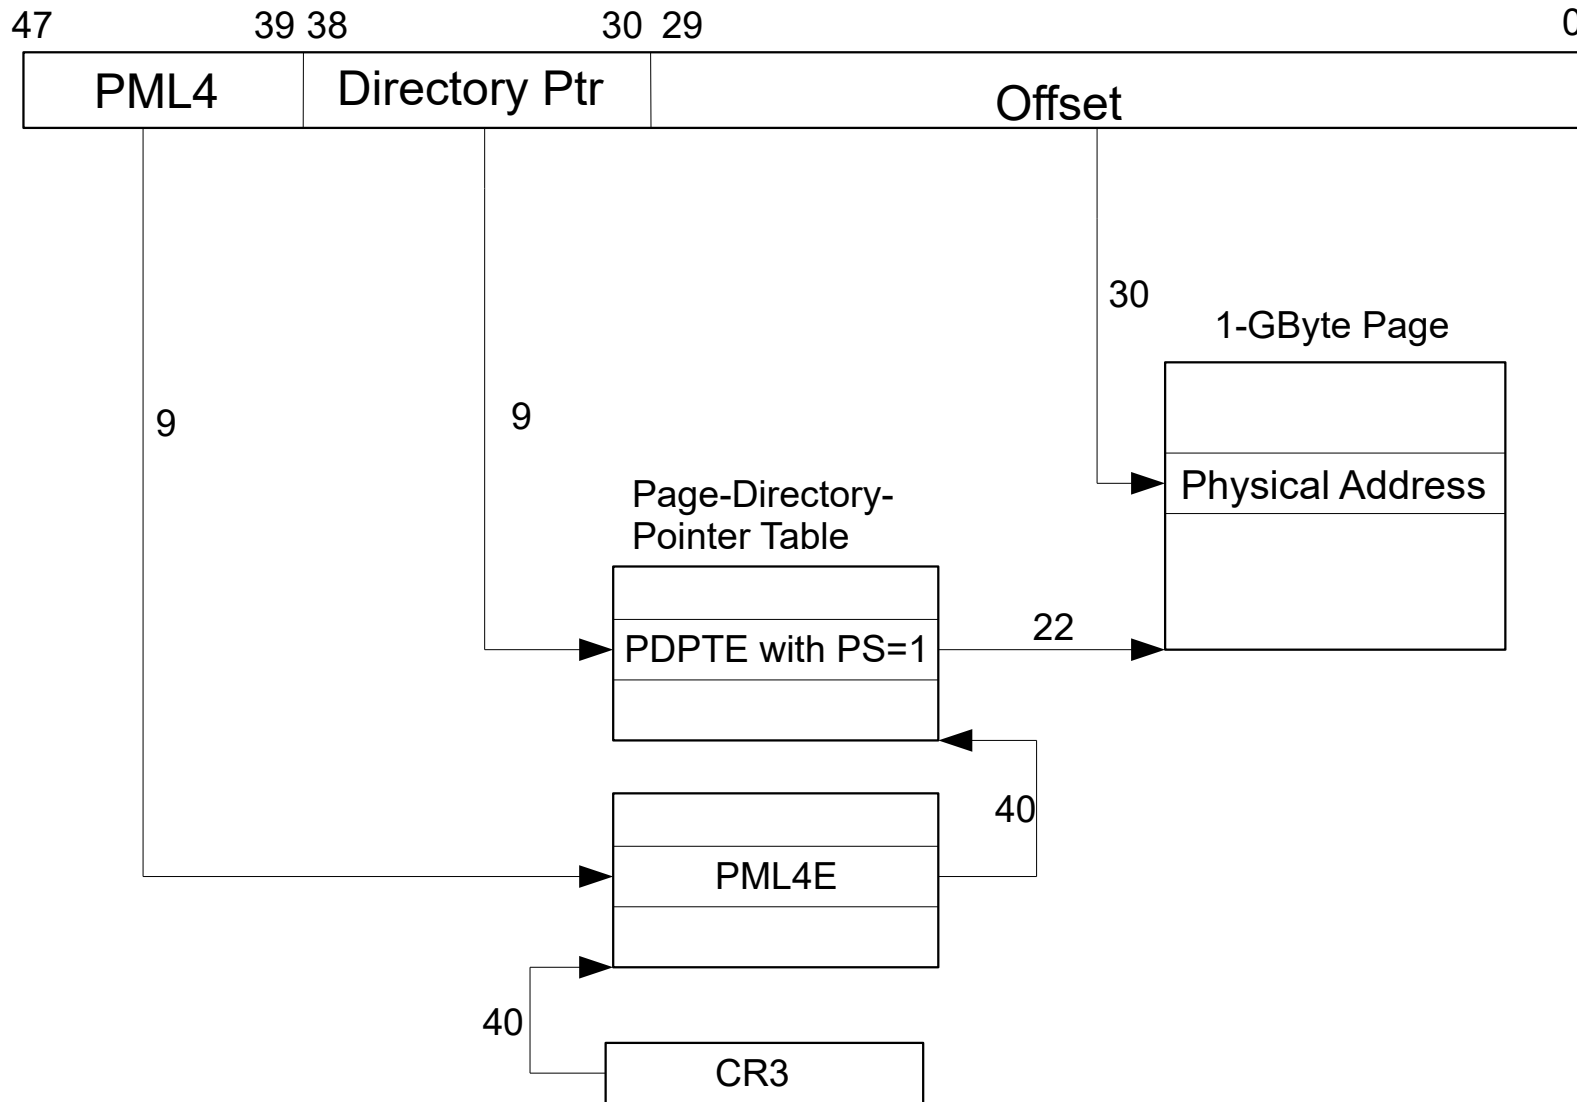 47 39 38 30 29 0
PML4 Directory Ptr Offset
30
1-GByte Page
9 9
Physical Address
Page-Directory-
Pointer Table
22
PDPTE with PS=1
40
PML4E
40
CR3